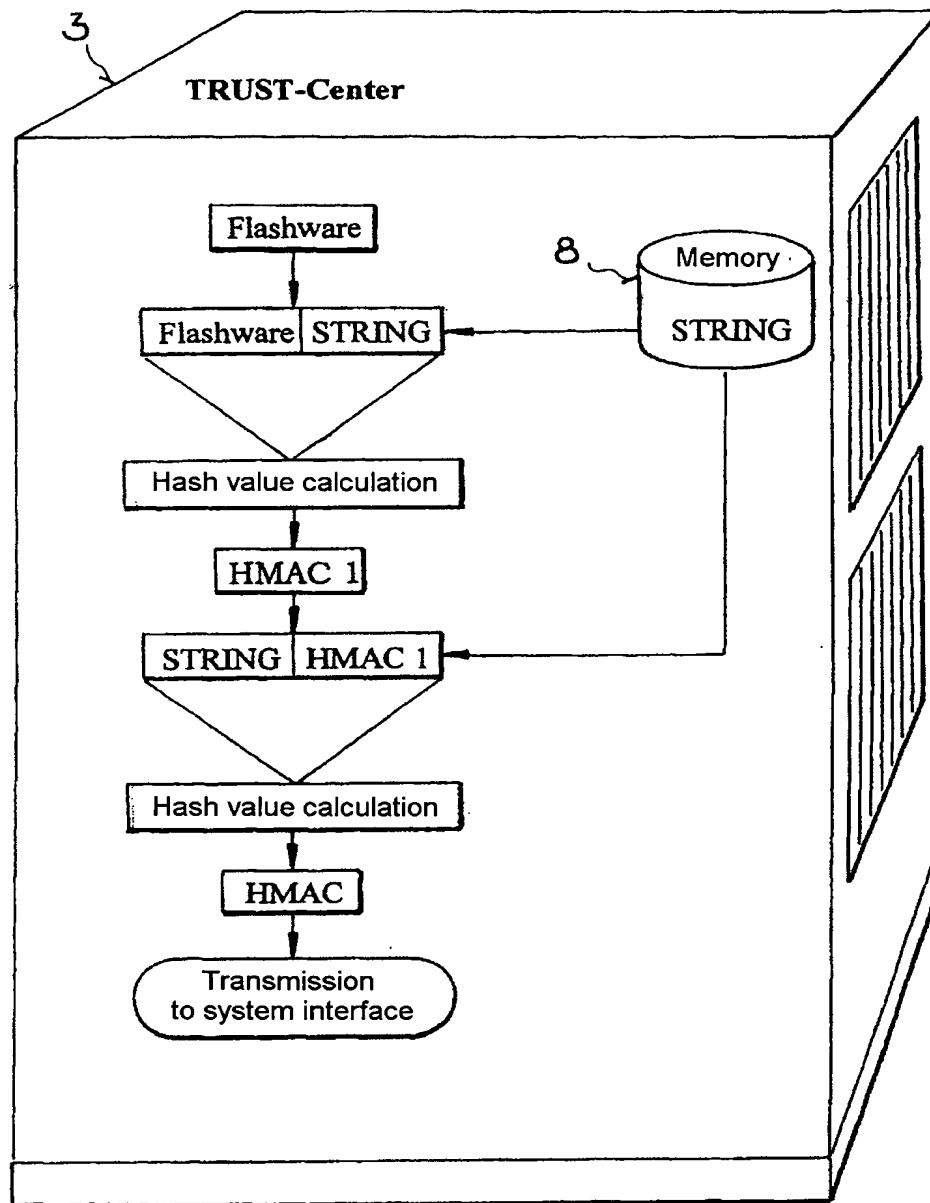 3
TRUST-Center
Flashware
8
Memory
Flashware STRING
STRING
Hash value calculation
HMAC 1
STRING HMAC 1
Hash value calculation
HMAC
Transmission
to system interface